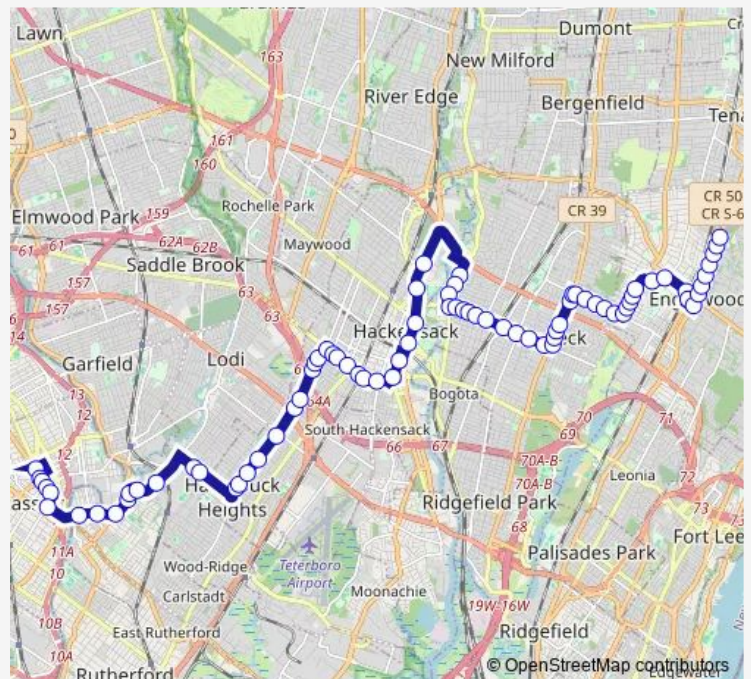 Lawn
163
Dumont
New Milford
River Edge
Bergenfield
161
160
CR 39
CR 50
CR S-6
Rochelle Park
Elmwood Park
159
61
61
62A
62B
Maywood
Saddle Brook
157
157
63
63
14
Hackensack
Garfield
Lodi
13
12
Bogota
64A
South Hackensack
66
67
70
71
69
70A-B
70A-B
12
Heights
Leonia
72
73
Ridgefield Park
68
Fort Lee
Palisades Park
11A
10
Teterboro
Airport
Wood-Ridge
Moonachie
Carlstadt
19W-16W
10B
East Rutherford
Ridgefield
10A
Rutherford
Edgewater
© OpenStreetMap contributors